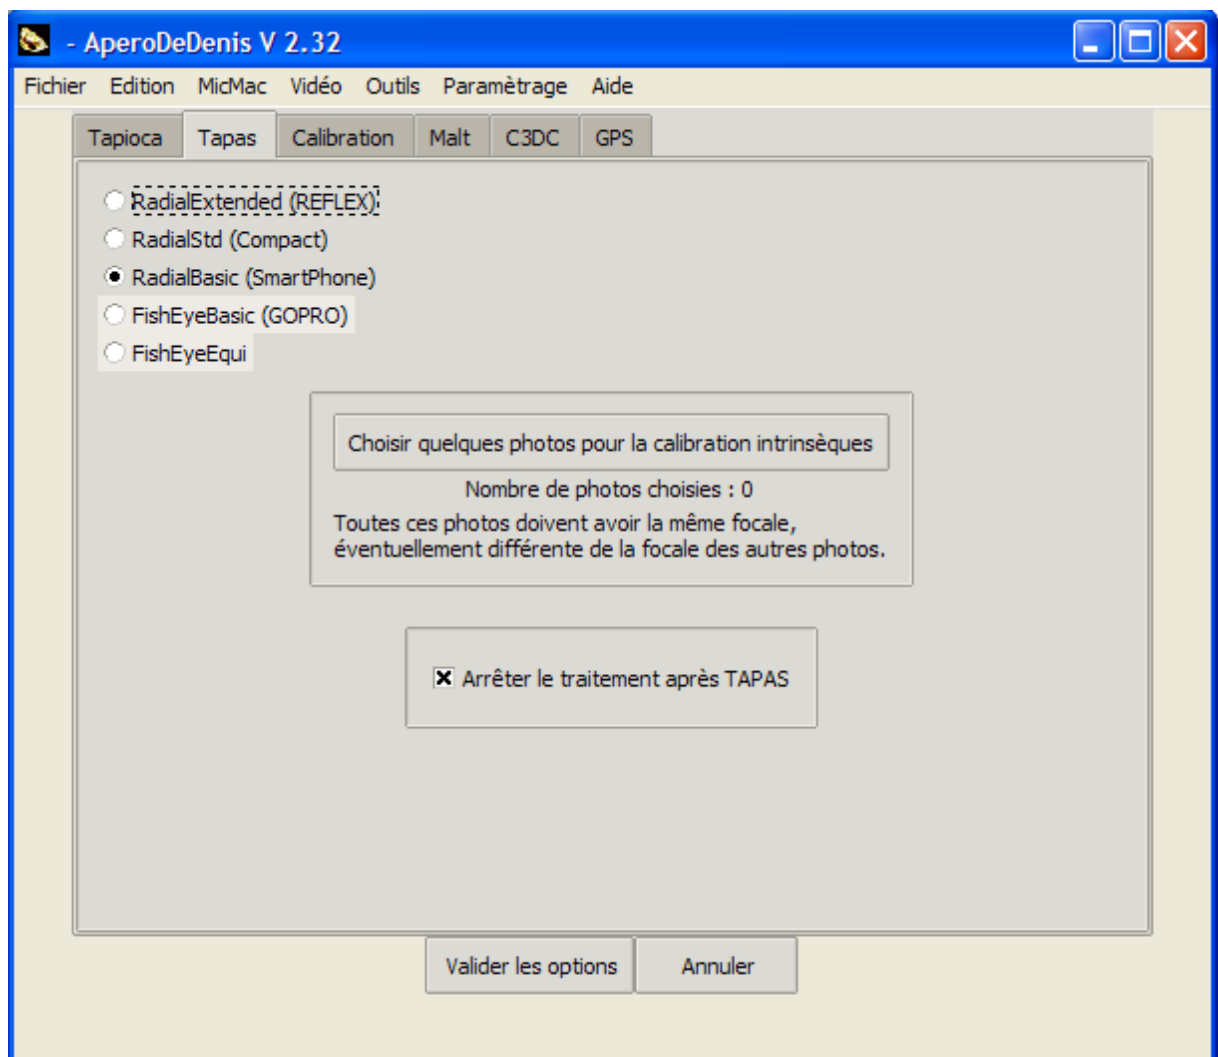 - AperoDeDenis V 2.32
Fichier Edition MicMac Vidéo Outils Paramètrage Aide
Tapioca Tapas Calibration Malt C3DC GPS
RadialExtended (REFLEX)
RadialStd (Compact)
RadialBasic (SmartPhone)
FishEyeBasic (GOPRO)
FishEyeEqui
Choisir quelques photos pour la calibration intrinsèques
Nombre de photos choisies : 0
Toutes ces photos doivent avoir la même focale,
éventuellement différente de la focale des autres photos.
Arrêter le traitement après TAPAS
Valider les options Annuler